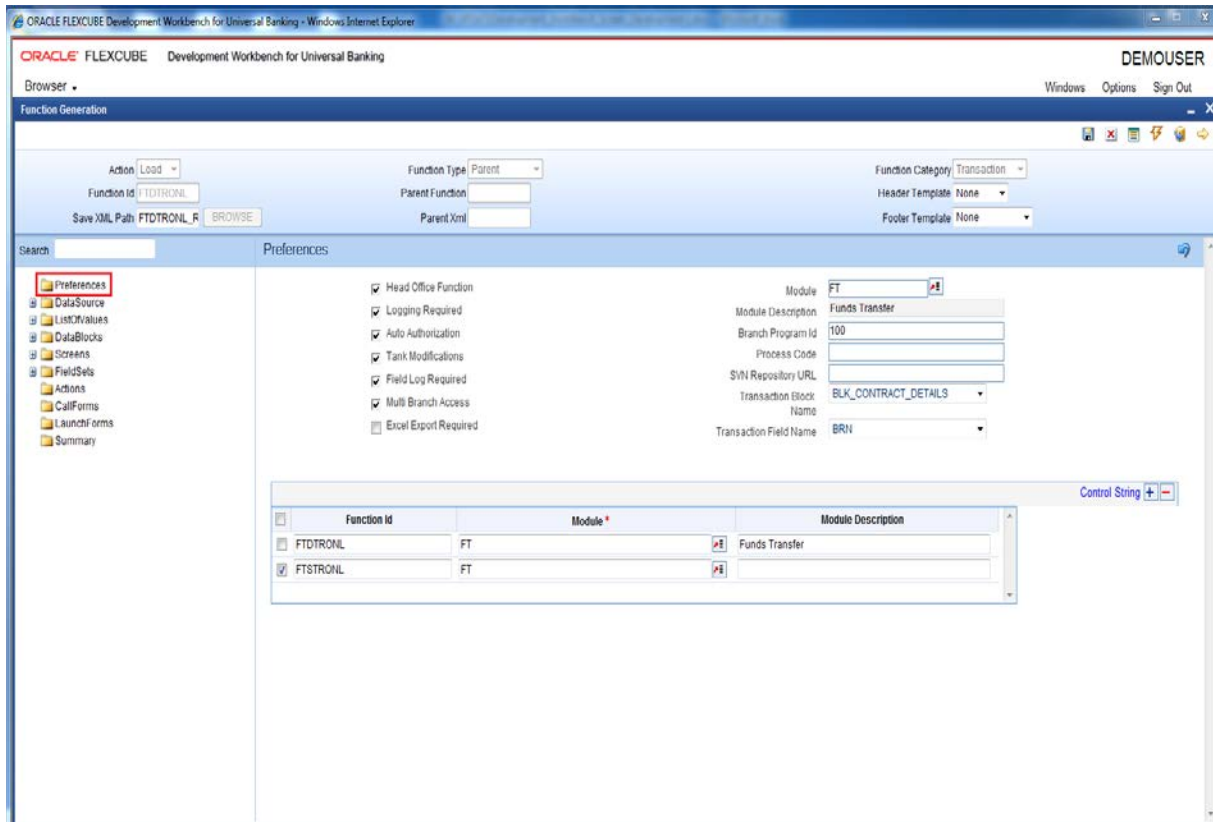 ORACLE FLEXCUBE Development Workbench for Universal Banking - Windows Internet Explorer
ORACLE FLEXCUBE Development Workbench for Universal Banking DEMOUSER
Browser Windows Options Sign Out
Function Generation
Action Load Function Type Parent Function Category Transaction
Function Id FTDTRONL Parent Function Header Template None
Save XML Path FTDTRONL_R BROWSE Parent Xml Footer Template None
Search Preferences
Preferences
DataSource
ListOfValues
DataBlocks
Screens
FieldSets
Actions
CallForms
LaunchForms
Summary
Head Office Function
Logging Required
Auto Authorization
Tank Modifications
Field Log Required
Multi Branch Access
Excel Export Required
Module FT
Module Description Funds Transfer
Branch Program Id 100
Process Code
SVN Repository URL
Transaction Block Name BLK_CONTRACT_DETAILS
Transaction Field Name BRN
Control String + -
Function Id Module * Module Description
FTDTRONL FT Funds Transfer
FTSTRONL FT